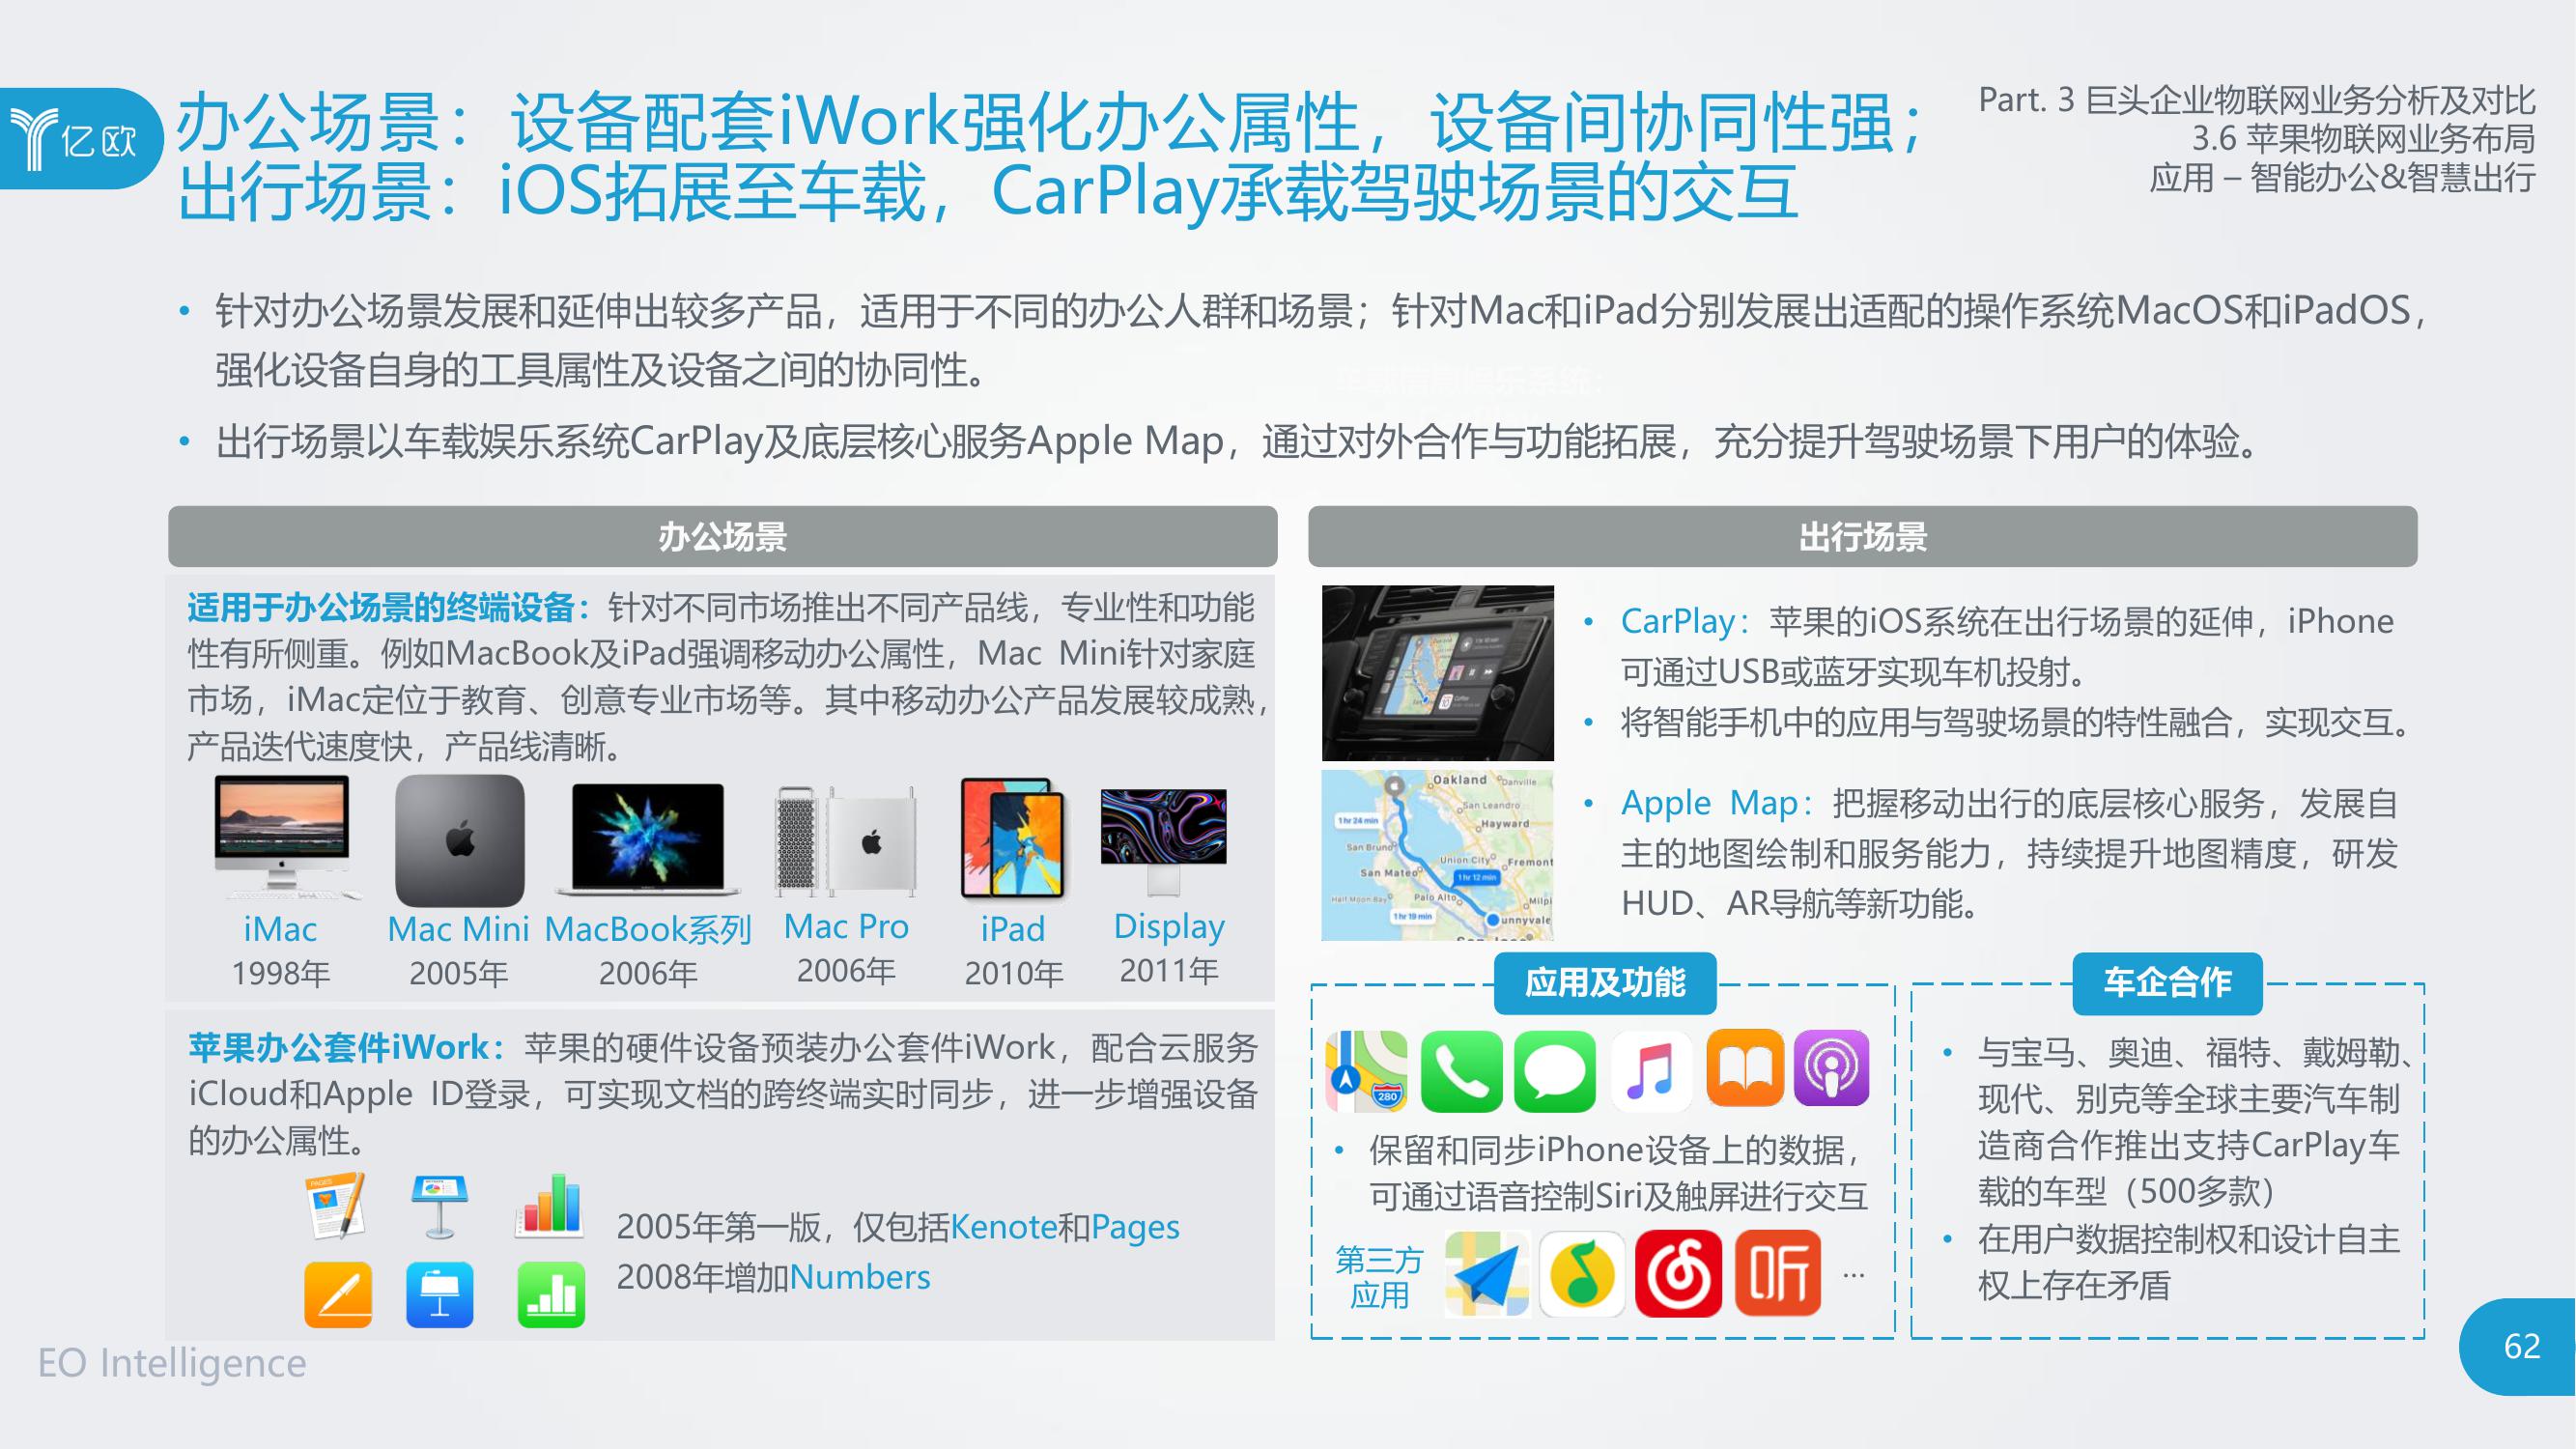 亿欧
办公场景：设备配套iWork强化办公属性，设备间协同性强；
出行场景：iOS拓展至车载，CarPlay承载驾驶场景的交互
Part. 3 巨头企业物联网业务分析及对比
3.6 苹果物联网业务布局
应用 – 智能办公&智慧出行
• 针对办公场景发展和延伸出较多产品，适用于不同的办公人群和场景；针对Mac和iPad分别发展出适配的操作系统MacOS和iPadOS，
强化设备自身的工具属性及设备之间的协同性。
• 出行场景以车载娱乐系统CarPlay及底层核心服务Apple Map，通过对外合作与功能拓展，充分提升驾驶场景下用户的体验。
办公场景
适用于办公场景的终端设备：针对不同市场推出不同产品线，专业性和功能
性有所侧重。例如MacBook及iPad强调移动办公属性，Mac Mini针对家庭
市场，iMac定位于教育、创意专业市场等。其中移动办公产品发展较成熟，
产品迭代速度快，产品线清晰。
iMac
1998年
Mac Mini
2005年
MacBook系列
2006年
Mac Pro
2006年
iPad
2010年
Display
2011年
苹果办公套件iWork：苹果的硬件设备预装办公套件iWork，配合云服务
iCloud和Apple ID登录，可实现文档的跨终端实时同步，进一步增强设备
的办公属性。
PAGES
2005年第一版，仅包括Kenote和Pages
2008年增加Numbers
出行场景
• CarPlay：苹果的iOS系统在出行场景的延伸，iPhone
可通过USB或蓝牙实现车机投射。
• 将智能手机中的应用与驾驶场景的特性融合，实现交互。
Oakland
Danville
San Leandro
1 hr 24 min
Hayward
San Bruno
Union City
Fremont
San Mateo
1 hr 12 min
Half Moon Bay
Palo Alto
Milpi
1 hr 19 min
unnyvale
• Apple Map：把握移动出行的底层核心服务，发展自
主的地图绘制和服务能力，持续提升地图精度，研发
HUD、AR导航等新功能。
应用及功能
280
• 保留和同步iPhone设备上的数据，
可通过语音控制Siri及触屏进行交互
第三方
应用
听
...
车企合作
• 与宝马、奥迪、福特、戴姆勒、
现代、别克等全球主要汽车制
造商合作推出支持CarPlay车
载的车型（500多款）
• 在用户数据控制权和设计自主
权上存在矛盾
EO Intelligence
62